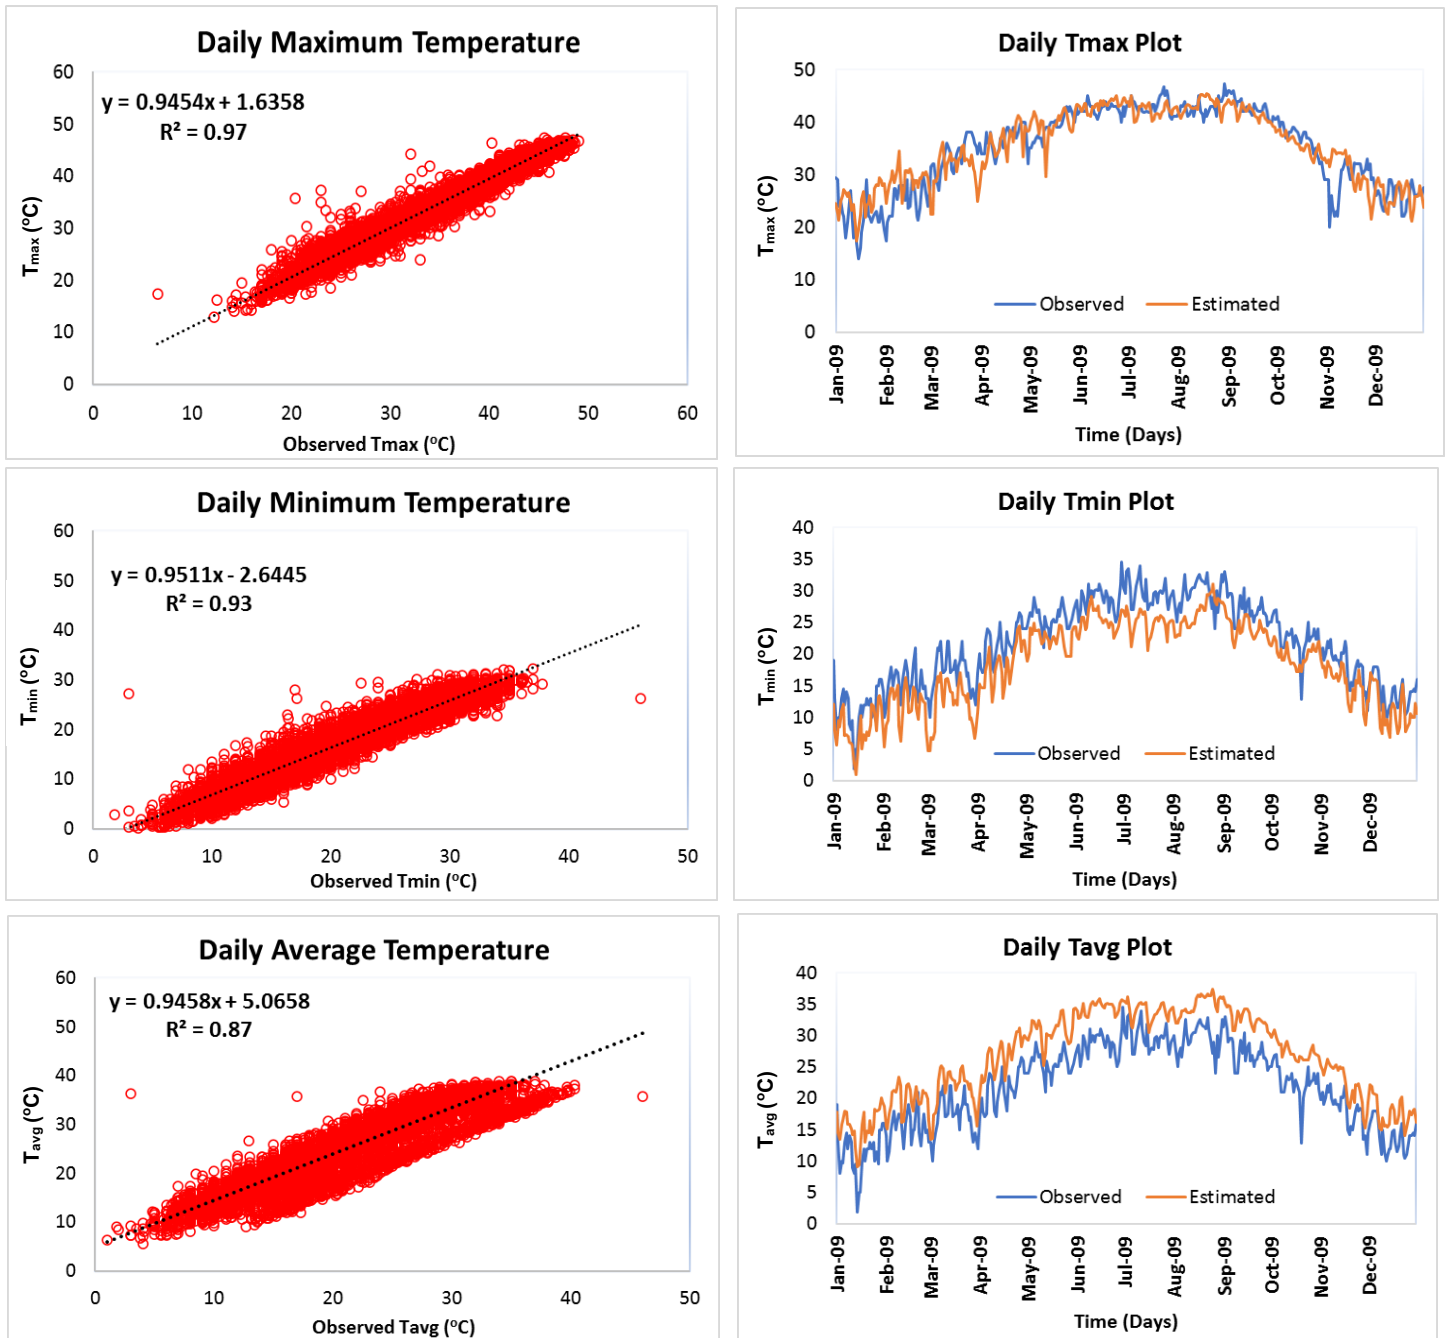 Daily Maximum Temperature
y = 0.9454x + 1.6358
R² = 0.97
60
50
40
30
20
10
0
Tmax (°C)
0 10 20 30 40 50 60
Observed Tmax (°C)
Daily Tmax Plot
50
40
30
20
10
0
Tmax (°C)
Observed Estimated
Jan-09 Feb-09 Mar-09 Apr-09 May-09 Jun-09 Jul-09 Aug-09 Sep-09 Oct-09 Nov-09 Dec-09
Time (Days)
Daily Minimum Temperature
y = 0.9511x - 2.6445
R² = 0.93
60
50
40
30
20
10
0
Tmin (°C)
0 10 20 30 40 50
Observed Tmin (°C)
Daily Tmin Plot
40
35
30
25
20
15
10
5
0
Tmin (°C)
Observed Estimated
Jan-09 Feb-09 Mar-09 Apr-09 May-09 Jun-09 Jul-09 Aug-09 Sep-09 Oct-09 Nov-09 Dec-09
Time (Days)
Daily Average Temperature
y = 0.9458x + 5.0658
R² = 0.87
60
50
40
30
20
10
0
Tavg (°C)
0 10 20 30 40 50
Observed Tavg (°C)
Daily Tavg Plot
40
35
30
25
20
15
10
5
0
Tavg (°C)
Observed Estimated
Jan-09 Feb-09 Mar-09 Apr-09 May-09 Jun-09 Jul-09 Aug-09 Sep-09 Oct-09 Nov-09 Dec-09
Time (Days)